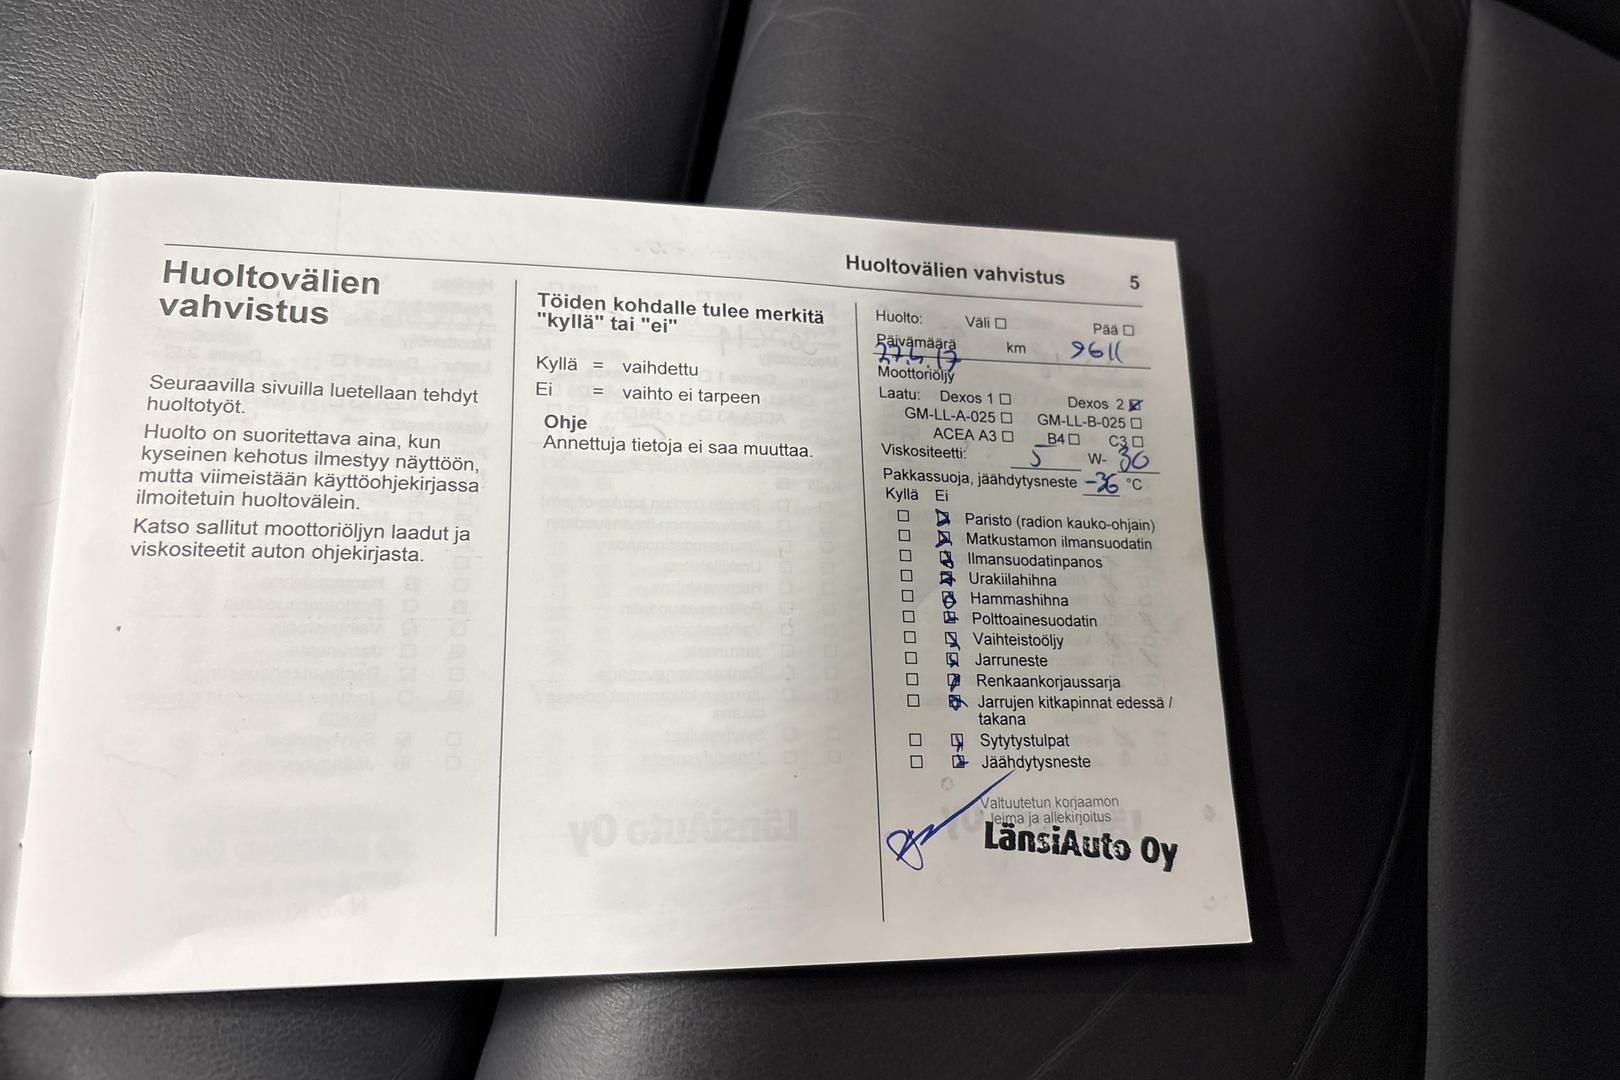 Huoltovälien vahvistus 5
Huoltovälien
vahvistus
Seuraavilla sivuilla luetellaan tehdyt
huoltotyöt.
Huolto on suoritettava aina, kun
kyseinen kehotus ilmestyy näyttöön,
mutta viimeistään käyttöohjekirjassa
ilmoitetuin huoltovälein.
Katso sallitut moottoriöljyn laadut ja
viskositeetit auton ohjekirjasta.
Töiden kohdalle tulee merkitä
"kyllä" tai "ei"
Kyllä = vaihdettu
Ei = vaihto ei tarpeen
Ohje
Annettuja tietoja ei saa muuttaa.
Huolto: Väli ☐ Pää ☐
Päivämäärä km
Moottoriöljy
Laatu: Dexos 1 ☐ Dexos 2 ☒
GM-LL-A-025 ☐ GM-LL-B-025 ☐
ACEA A3 ☐ B4 ☐ C3 ☐
Viskositeetti: 5 W- 30
Pakkassuoja, jäähdytysneste -36 °C
Kyllä Ei
☐ ☒ Paristo (radion kauko-ohjain)
☐ ☒ Matkustamon ilmansuodatin
☐ ☒ Ilmansuodatinpanos
☐ ☒ Urakiilahihna
☐ ☒ Hammashihna
☐ ☒ Polttoainesuodatin
☐ ☒ Vaihteistoöljy
☐ ☒ Jarruneste
☐ ☒ Renkaankorjaussarja
☐ ☒ Jarrujen kitkapinnat edessä /
takana
☐ ☒ Sytytystulpat
☐ ☒ Jäähdytysneste
Valtuutetun korjaamon
leima ja allekirjoitus
LänsiAuto Oy